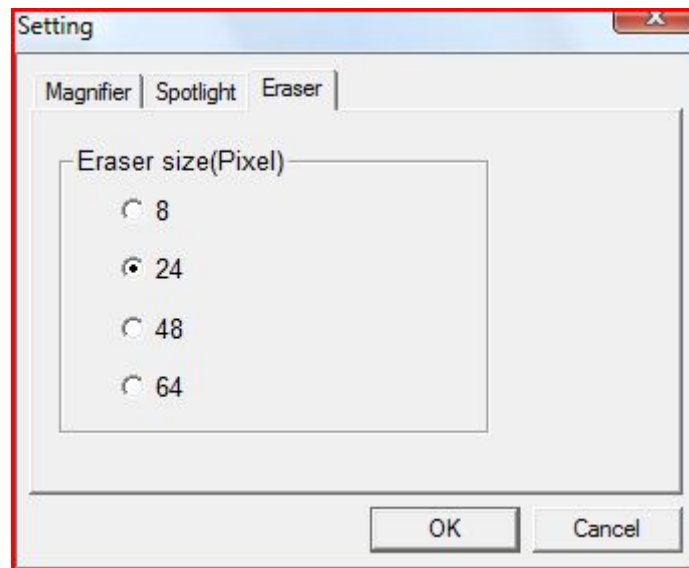 Setting
Magnifier Spotlight Eraser
Eraser size(Pixel)
8
24
48
64
OK Cancel